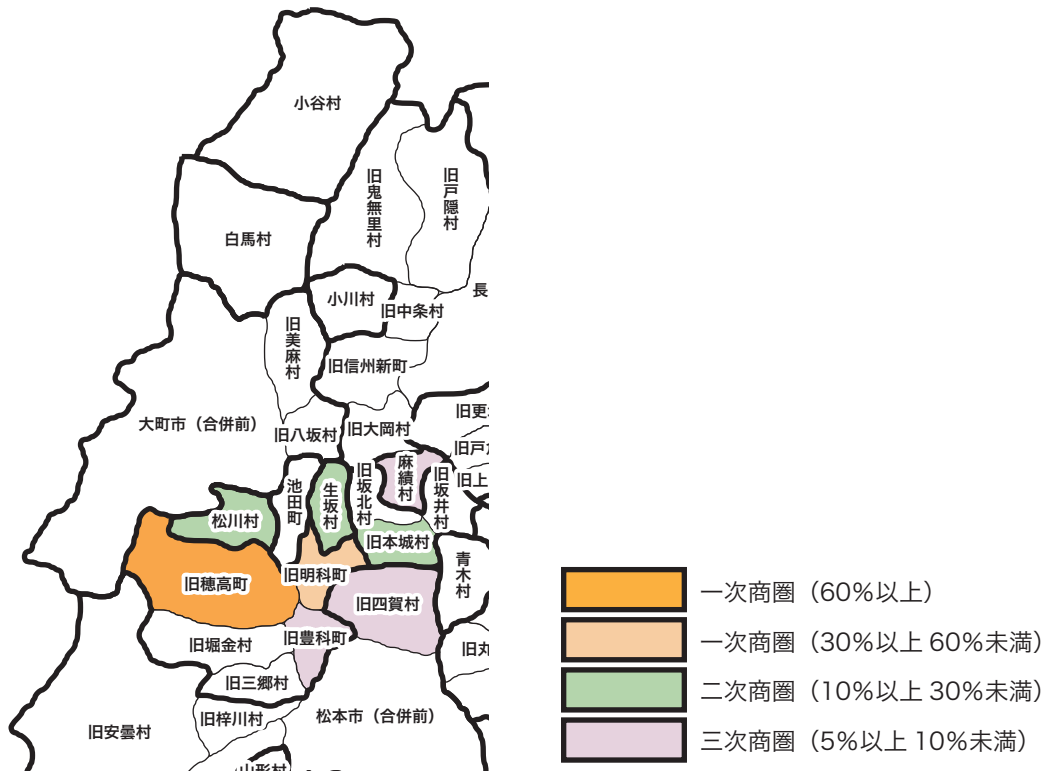 小谷村
旧鬼無里村
旧戸隠村
白馬村
長
小川村
旧中条村
旧美麻村
旧信州新町
大町市（合併前）
旧八坂村
旧大岡村
旧更
旧戸
旧上
麻績村
旧坂北村
旧坂井村
池田町
生坂村
松川村
旧本城村
青木村
旧穂高町
旧明科町
旧四賀村
旧堀金村
旧豊科町
旧丸
旧三郷村
旧梓川村
松本市（合併前）
旧安曇村
山形村
一次商圏（60%以上）
一次商圏（30%以上 60%未満）
二次商圏（10%以上 30%未満）
三次商圏（5%以上 10%未満）